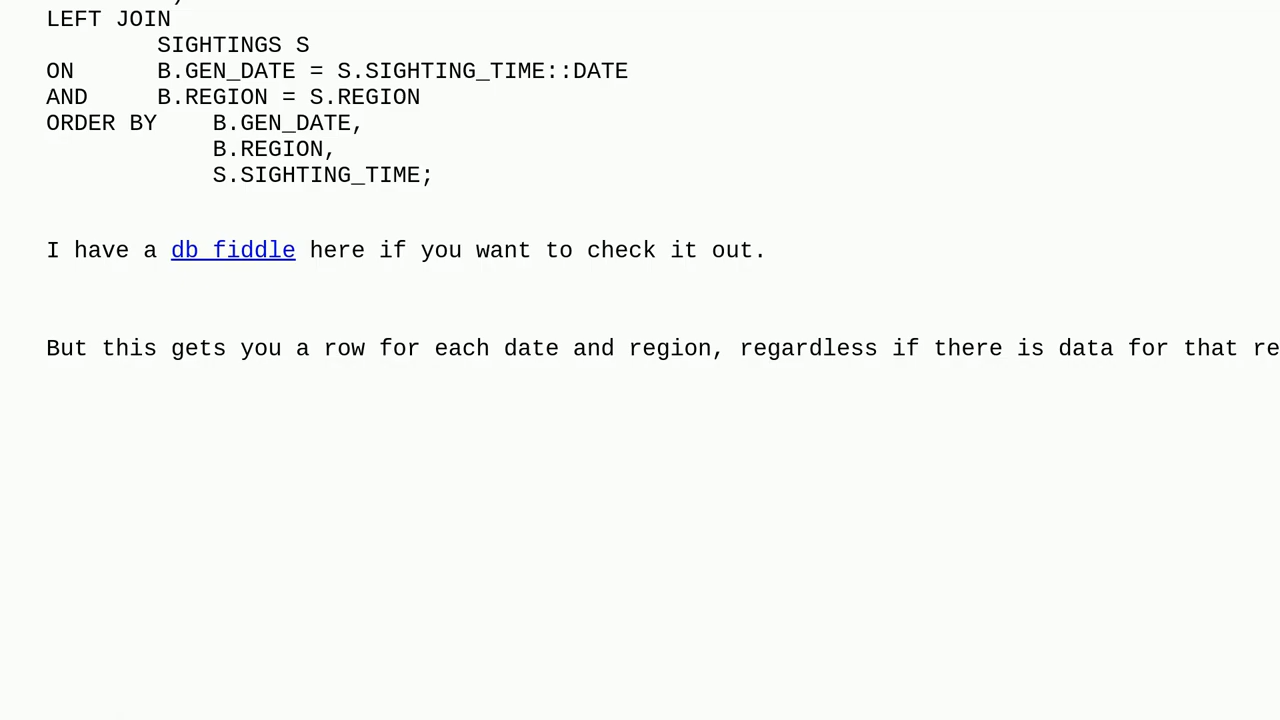 LEFT JOIN
        SIGHTINGS S
ON      B.GEN_DATE = S.SIGHTING_TIME::DATE
AND     B.REGION = S.REGION
ORDER BY    B.GEN_DATE,
            B.REGION,
            S.SIGHTING_TIME;
I have a db fiddle here if you want to check it out.
But this gets you a row for each date and region, regardless if there is data for that